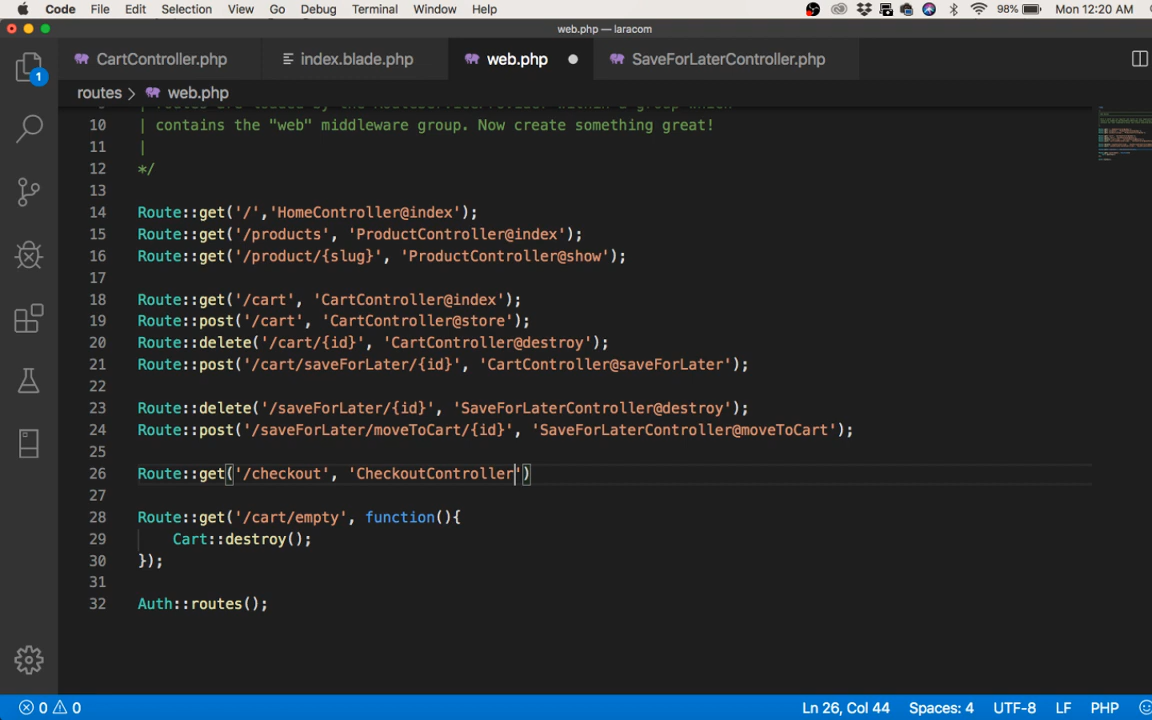 Code File Edit Selection View Go Debug Terminal Window Help 98% Mon 12:20 AM
web.php — laracom
CartController.php index.blade.php web.php SaveForLaterController.php
1
routes > web.php
10 | contains the "web" middleware group. Now create something great!
11 |
12 */
13
14 Route::get('/','HomeController@index');
15 Route::get('/products', 'ProductController@index');
16 Route::get('/product/{slug}', 'ProductController@show');
17
18 Route::get('/cart', 'CartController@index');
19 Route::post('/cart', 'CartController@store');
20 Route::delete('/cart/{id}', 'CartController@destroy');
21 Route::post('/cart/saveForLater/{id}', 'CartController@saveForLater');
22
23 Route::delete('/saveForLater/{id}', 'SaveForLaterController@destroy');
24 Route::post('/saveForLater/moveToCart/{id}', 'SaveForLaterController@moveToCart');
25
26 Route::get('/checkout', 'CheckoutController')
27
28 Route::get('/cart/empty', function(){
29 Cart::destroy();
30 });
31
32 Auth::routes();
0 0 Ln 26, Col 44 Spaces: 4 UTF-8 LF PHP